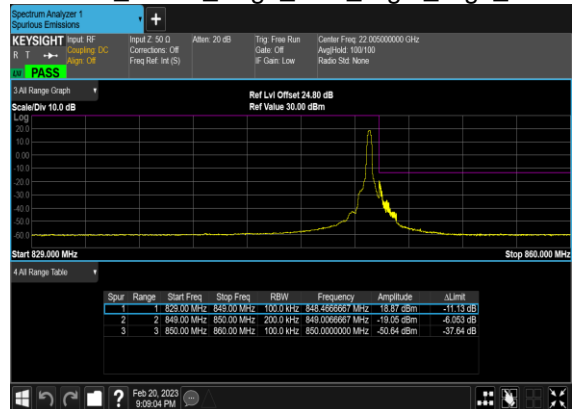 Spectrum Analyzer 1
Spurious Emissions
+
KEYSIGHT Input: RF Input Z: 50 Ω Atten: 20 dB Trig: Free Run Center Freq: 22.005000000 GHz
R T Coupling: DC Corrections: Off Gate: Off Avg|Hold: 100/100
Align: Off Freq Ref: Int (S) IF Gain: Low Radio Std: None
PASS
3 All Range Graph
Ref Lvl Offset 24.80 dB
Scale/Div 10.0 dB Ref Value 30.00 dBm
Log
20.0
10.0
0.00
-10.0
-20.0
-30.0
-40.0
-50.0
-60.0
Start 829.000 MHz Stop 860.000 MHz
4 All Range Table
Spur Range Start Freq Stop Freq RBW Frequency Amplitude ΔLimit
1 1 829.00 MHz 849.00 MHz 100.0 kHz 848.4666667 MHz 18.87 dBm -11.13 dB
2 2 849.00 MHz 850.00 MHz 200.0 kHz 849.0066667 MHz -19.05 dBm -6.053 dB
3 3 850.00 MHz 860.00 MHz 100.0 kHz 850.0000000 MHz -50.64 dBm -37.64 dB
? Feb 20, 2023
9:09:04 PM